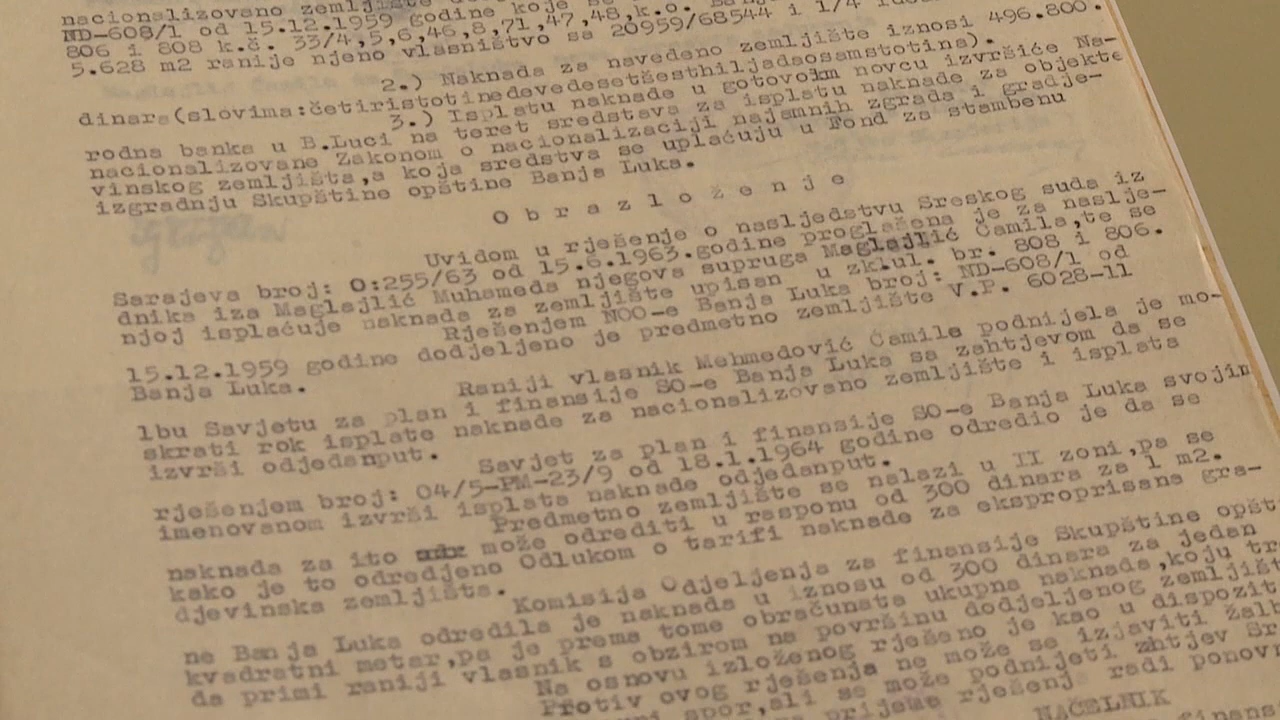 nacionalizovano zemljište
ND-608/1 od 15.12.1959 godine koje se
806 i 808 k.č. 33/4,5,6,46,8,71,47,48,k.o.
5.628 m2 ranije njeno vlasništvo sa 20959/68544 i 1/4
2.) Naknada za navedeno zemljište iznosi 496.800.
dinara(slovima:četiristotinedevedesetšesthiljadaosamstotina).
3.) Isplatu naknade u gotovom novcu izvršiće Na-
rodna banka u B.Luci na teret sredstava za isplatu naknade za objekte
nacionalizovane Zakonom o nacionalizaciji najamnih zgrada i gradje-
vinskog zemljišta,a koja sredstva se uplaćuju u Fond za stambenu
izgradnju Skupštine opštine Banja Luka.
O b r a z l o ž e n j e
Uvidom u rješenje o nasljedstvu Sreskog suda iz
Sarajeva broj: O:255/63 od 15.6.1963.godine proglašena je za naslje-
dnika iza Maglajlić Muhameda njegova supruga Maglajlić Ćamila,te se
njoj isplaćuje naknada za zemljište upisan u zkl.ul. br. 808 i 806.
Rješenjem NOO-e Banja Luka broj: ND-608/1 od
15.12.1959 godine dodjeljeno je predmetno zemljište V.P. 6028-11
Banja Luka.
Raniji vlasnik Mehmedović Ćamila podnijela je mo-
lbu Savjetu za plan i finansije SO-e Banja Luka sa zahtjevom da se
skrati rok isplate naknade za nacionalizovano zemljište i isplata
izvrši odjedanput.
Savjet za plan i finansije SO-e Banja Luka svojim
rješenjem broj: 04/5-PM-23/9 od 18.1.1964 godine odredio je da se
imenovanom izvrši isplata naknade odjedanput.
Predmetno zemljište se nalazi u II zoni,pa se
naknada za ito može odrediti u rasponu od 300 dinara za 1 m2.
kako je to odredjeno Odlukom o tarifi naknade za eksproprisana gra-
djevinska zemljišta.
Komisija Odjeljenja za finansije Skupštine opšt
ne Banja Luka odredila je naknada u iznosu od 300 dinara za jedan
kvadratni metar,pa je prema tome obračunata ukupna naknada,koju tr
da primi raniji vlasnik s obzirom na površinu dodjeljenog zemljišt
Na osnovu izloženog rješeno je kao u dispozit
Protiv ovog rješenja ne može se izjaviti žalb
spor,ali se može podnijeti zahtjev Sr
prijema rješenja radi ponovn
NAČELNIK
finans